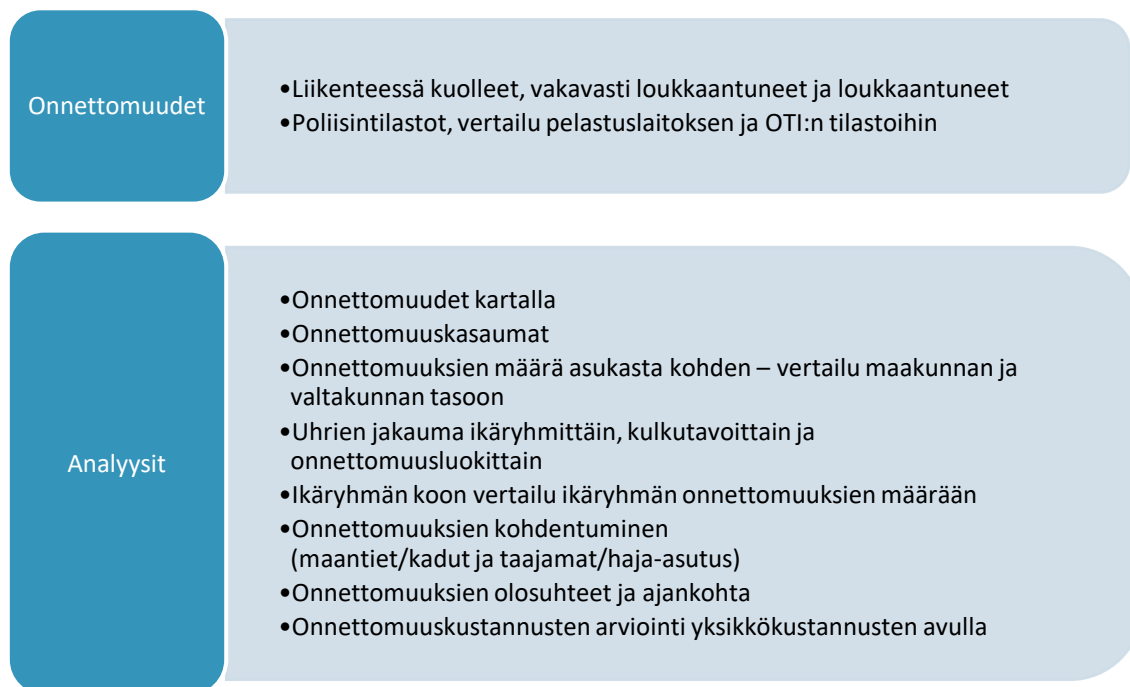 Onnettomuudet
•Liikenteessä kuolleet, vakavasti loukkaantuneet ja loukkaantuneet
•Poliisintilastot, vertailu pelastuslaitoksen ja OTI:n tilastoihin
Analyysit
•Onnettomuudet kartalla
•Onnettomuuskasaumat
•Onnettomuuksien määrä asukasta kohden – vertailu maakunnan ja
valtakunnan tasoon
•Uhrien jakauma ikäryhmittäin, kulkutavoittain ja
onnettomuusluokittain
•Ikäryhmän koon vertailu ikäryhmän onnettomuuksien määrään
•Onnettomuuksien kohdentuminen
(maantiet/kadut ja taajamat/haja-asutus)
•Onnettomuuksien olosuhteet ja ajankohta
•Onnettomuuskustannusten arviointi yksikkökustannusten avulla